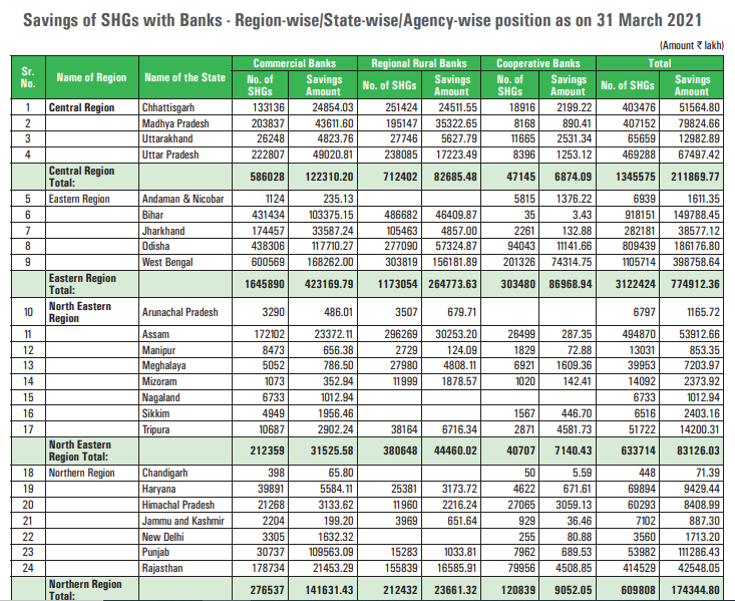 Savings of SHGs with Banks - Region-wise/State-wise/Agency-wise position as on 31 March 2021
(Amount ₹ lakh)
Sr. No. Name of Region Name of the State Commercial Banks Regional Rural Banks Cooperative Banks Total
No. of SHGs Savings Amount No. of SHGs Savings Amount No. of SHGs Savings Amount No. of SHGs Savings Amount
1 Central Region Chhattisgarh 133136 24854.03 251424 24511.55 18916 2199.22 403476 51564.80
2 Madhya Pradesh 203837 43611.60 195147 35322.65 8168 890.41 407152 79824.66
3 Uttarakhand 26248 4823.76 27746 5627.79 11665 2531.34 65659 12982.89
4 Uttar Pradesh 222807 49020.81 238085 17223.49 8396 1253.12 469288 67497.42
Central Region Total: 586028 122310.20 712402 82685.48 47145 6874.09 1345575 211869.77
5 Eastern Region Andaman & Nicobar 1124 235.13 5815 1376.22 6939 1611.35
6 Bihar 431434 103375.15 486682 46409.87 35 3.43 918151 149788.45
7 Jharkhand 174457 33587.24 105463 4857.00 2261 132.88 282181 38577.12
8 Odisha 438306 117710.27 277090 57324.87 94043 11141.66 809439 186176.80
9 West Bengal 600569 168262.00 303819 156181.89 201326 74314.75 1105714 398758.64
Eastern Region Total: 1645890 423169.79 1173054 264773.63 303480 86968.94 3122424 774912.36
10 North Eastern Region Arunachal Pradesh 3290 486.01 3507 679.71 6797 1165.72
11 Assam 172102 23372.11 296269 30253.20 26499 287.35 494870 53912.66
12 Manipur 8473 656.38 2729 124.09 1829 72.88 13031 853.35
13 Meghalaya 5052 786.50 27980 4808.11 6921 1609.36 39953 7203.97
14 Mizoram 1073 352.94 11999 1878.57 1020 142.41 14092 2373.92
15 Nagaland 6733 1012.94 6733 1012.94
16 Sikkim 4949 1956.46 1567 446.70 6516 2403.16
17 Tripura 10687 2902.24 38164 6716.34 2871 4581.73 51722 14200.31
North Eastern Region Total: 212359 31525.58 380648 44460.02 40707 7140.43 633714 83126.03
18 Northern Region Chandigarh 398 65.80 50 5.59 448 71.39
19 Haryana 39891 5584.11 25381 3173.72 4622 671.61 69894 9429.44
20 Himachal Pradesh 21268 3133.62 11960 2216.24 27065 3059.13 60293 8408.99
21 Jammu and Kashmir 2204 199.20 3969 651.64 929 36.46 7102 887.30
22 New Delhi 3305 1632.32 255 80.88 3560 1713.20
23 Punjab 30737 109563.09 15283 1033.81 7962 689.53 53982 111286.43
24 Rajasthan 178734 21453.29 155839 16585.91 79956 4508.85 414529 42548.05
Northern Region Total: 276537 141631.43 212432 23661.32 120839 9052.05 609808 174344.80